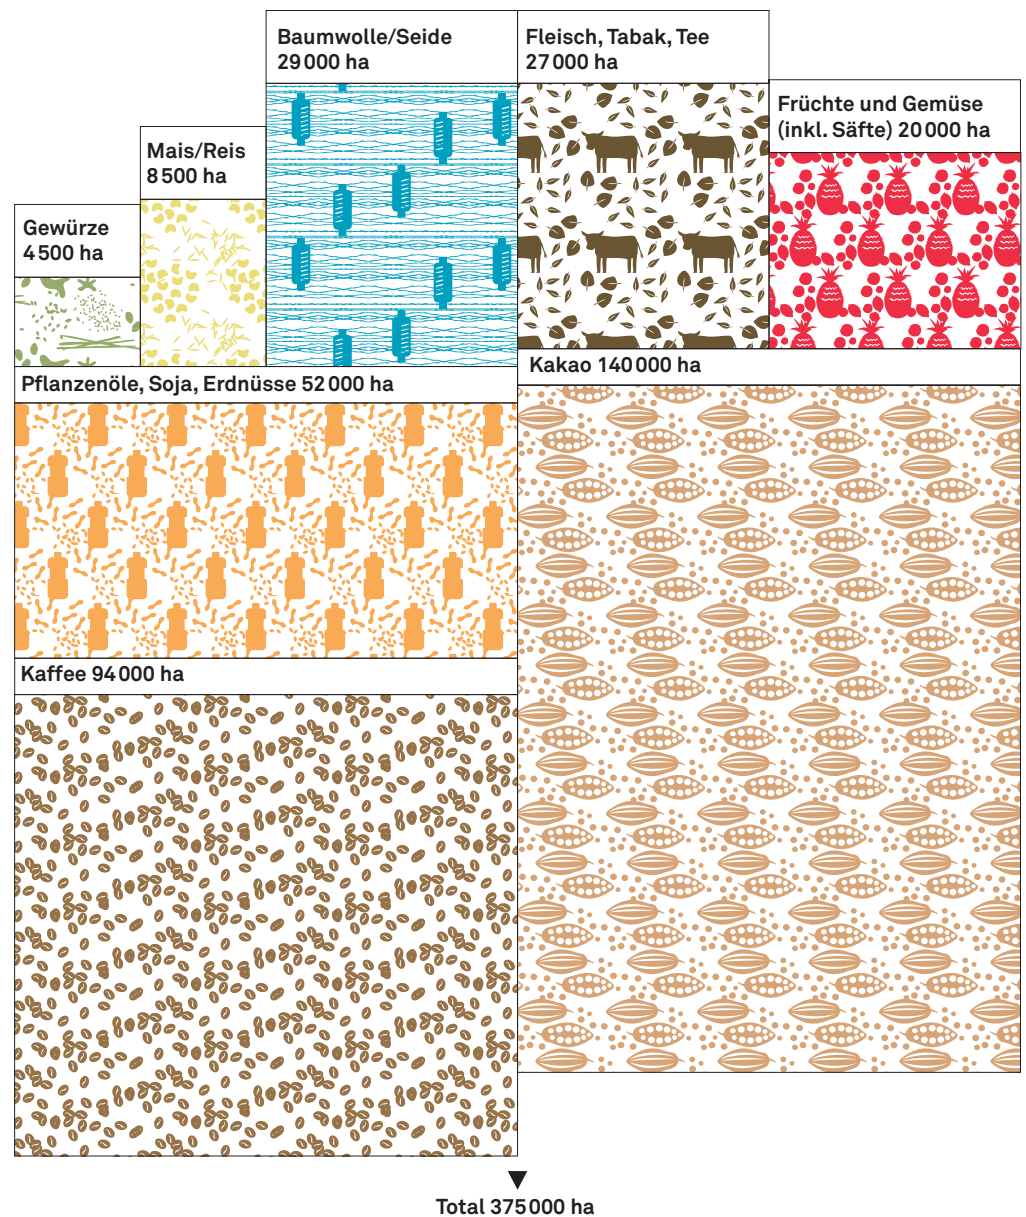 Baumwolle/Seide
29 000 ha
Fleisch, Tabak, Tee
27 000 ha
Früchte und Gemüse
(inkl. Säfte) 20 000 ha
Mais/Reis
8 500 ha
Gewürze
4 500 ha
Pflanzenöle, Soja, Erdnüsse 52 000 ha
Kakao 140 000 ha
Kaffee 94 000 ha
Total 375 000 ha